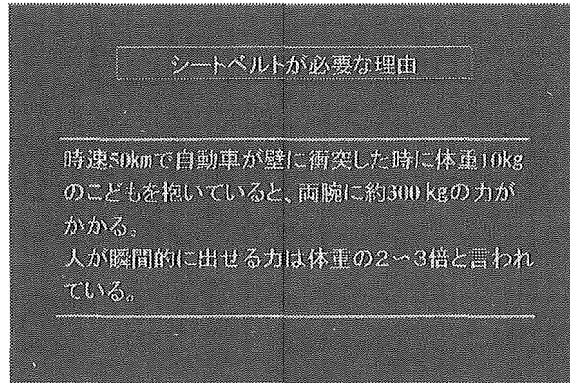 シートベルトが必要な理由
時速50kmで自動車が壁に衝突した時に体重10kg
のこどもを抱いていると、両腕に約300 kgの力が
かかる。
人が瞬間的に出せる力は体重の2～3倍と言われ
ている。